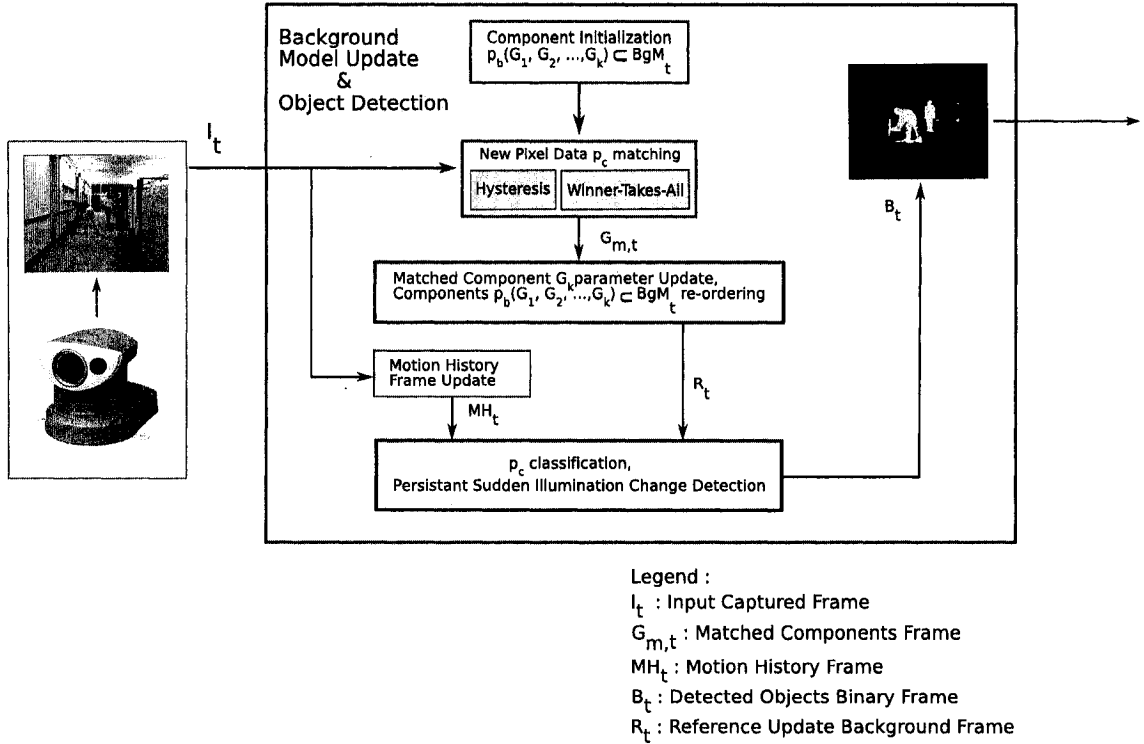 Background
Model Update
&
Object Detection
Component Initialization
p_b(G_1, G_2, ...,G_k) ⊂ BgM_t
I_t
New Pixel Data p_c matching
Hysteresis
Winner-Takes-All
G_m,t
Matched Component G_k parameter Update,
Components p_b(G_1, G_2, ...,G_k) ⊂ BgM_t re-ordering
Motion History
Frame Update
MH_t
R_t
p_c classification,
Persistant Sudden Illumination Change Detection
B_t
Legend :
I_t : Input Captured Frame
G_m,t : Matched Components Frame
MH_t : Motion History Frame
B_t : Detected Objects Binary Frame
R_t : Reference Update Background Frame